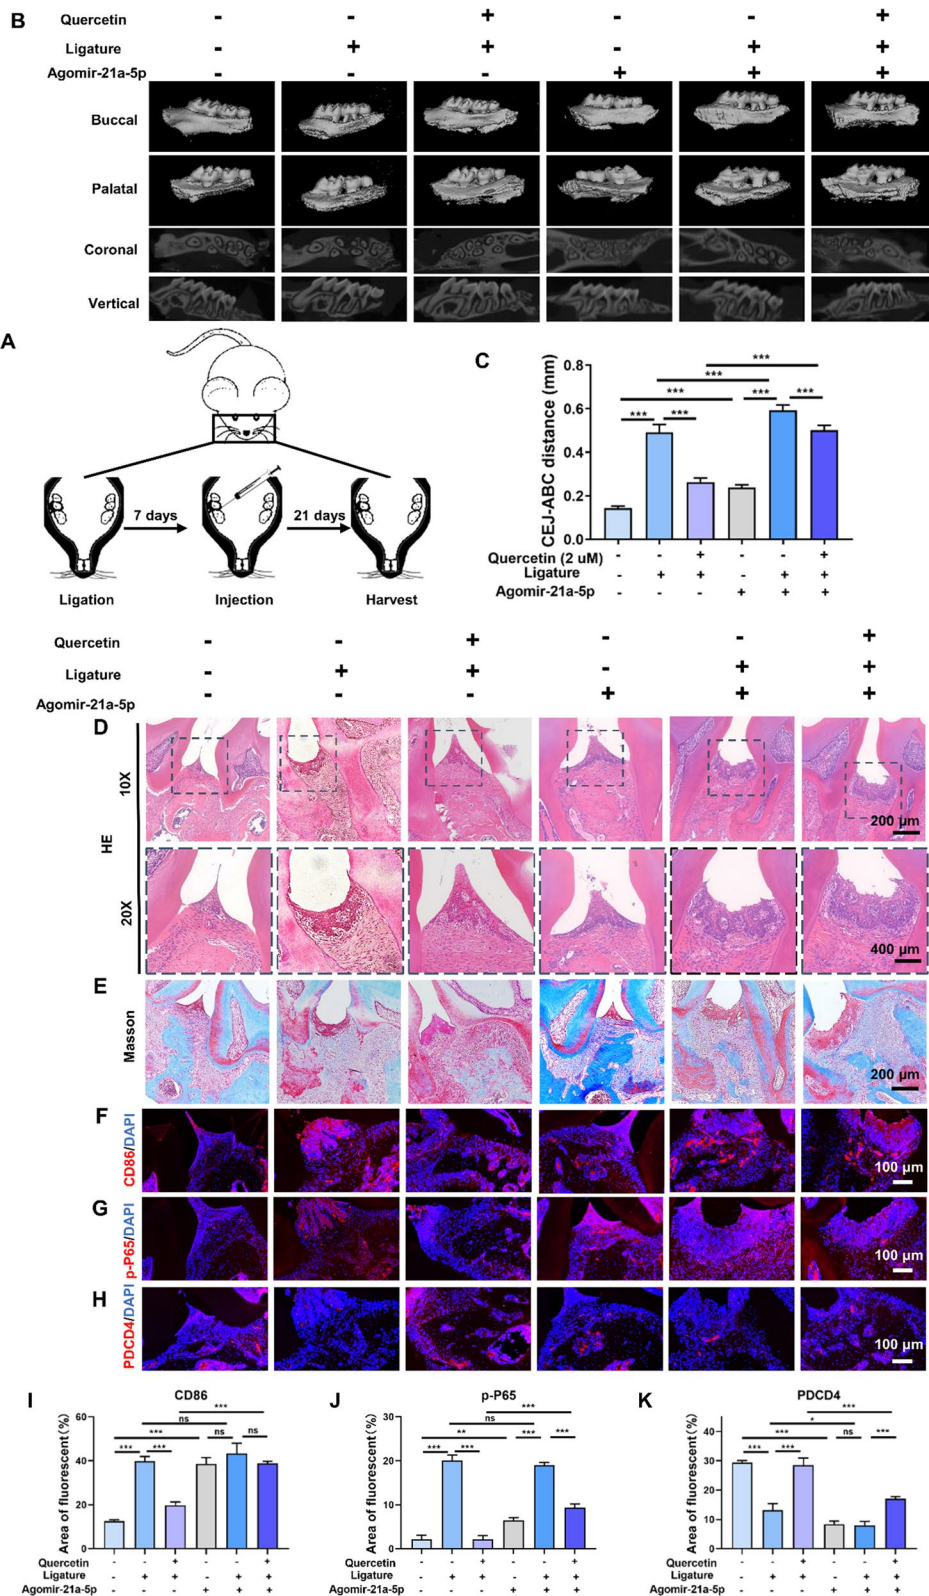 B
Quercetin - - + - - +
Ligature - + + - + +
Agomir-21a-5p - - - + + +
Buccal
Palatal
Coronal
Vertical
A
7 days
21 days
Ligation
Injection
Harvest
C
CEJ-ABC distance (mm)
0.8
0.6
0.4
0.2
0.0
***
***
***
***
***
***
***
Quercetin (2 uM) - - + - - +
Ligature - + + - + +
Agomir-21a-5p - - - + + +
Quercetin - - + - - +
Ligature - + + - + +
Agomir-21a-5p - - - + + +
D
HE
10X
200 μm
20X
400 μm
E
Masson
200 μm
F
CD86/DAPI
100 μm
G
p-P65/DAPI
100 μm
H
PDCD4/DAPI
100 μm
I
CD86
Area of fluorescent(%)
60
40
20
0
***
ns
***
*** *** ns ns
Quercetin - - + - - +
Ligature - + + - + +
Agomir-21a-5p - - - + + +
J
p-P65
Area of fluorescent(%)
30
20
10
0
***
ns
**
*** *** *** ***
Quercetin - - + - - +
Ligature - + + - + +
Agomir-21a-5p - - - + + +
K
PDCD4
Area of fluorescent(%)
40
30
20
10
0
***
*
***
*** *** ns ***
Quercetin - - + - - +
Ligature - + + - + +
Agomir-21a-5p - - - + + +